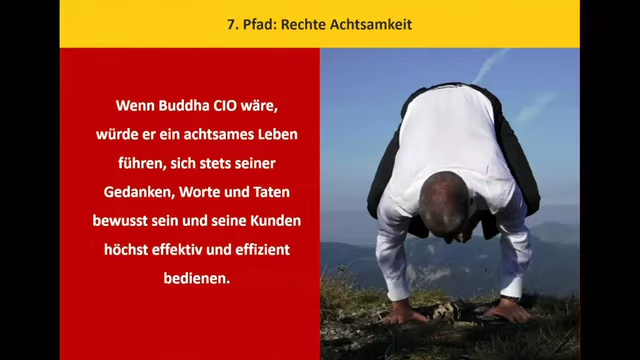 7. Pfad: Rechte Achtsamkeit
Wenn Buddha CIO wäre,
würde er ein achtsames Leben
führen, sich stets seiner
Gedanken, Worte und Taten
bewusst sein und seine Kunden
höchst effektiv und effizient
bedienen.